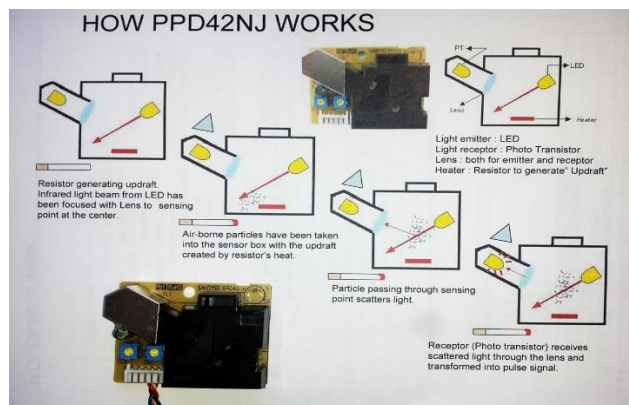 HOW PPD42NJ WORKS
PT
LED
Lens
Heater
Light emitter : LED
Light receptor : Photo Transistor
Lens : both for emitter and receptor
Heater : Resistor to generate" Updraft"
Resistor generating updraft.
Infrared light beam from LED has
been focused with Lens to sensing
point at the center.
Air-borne particles have been taken
into the sensor box with the updraft
created by resistor's heat.
Particle passing through sensing
point scatters light.
Receptor (Photo transistor) receives
scattered light through the lens and
transformed into pulse signal.